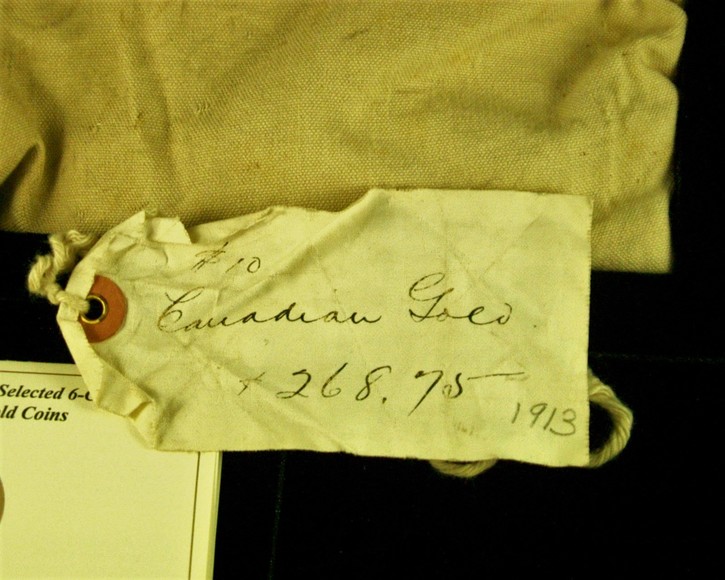 $10
Canadian Gold
$268.75
1913
Selected 6-
ld Coins